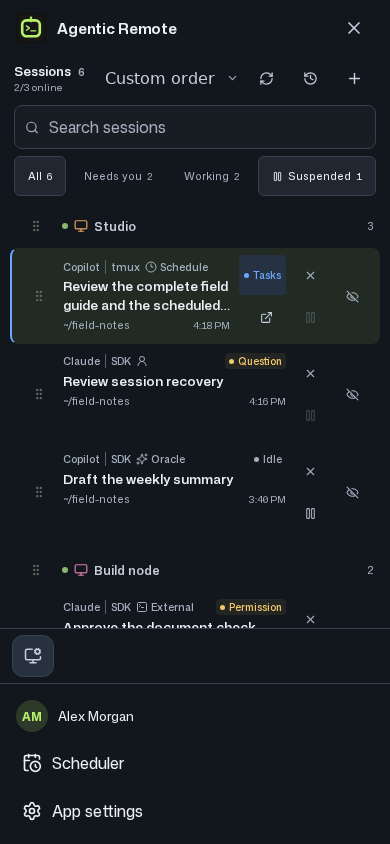 Agentic Remote
Sessions 6
2/3 online
Custom order
Search sessions
All 6
Needs you 2
Working 2
Suspended 1
Studio
3
Copilot | tmux Schedule
Tasks
Review the complete field
guide and the scheduled...
~/field-notes
4:18 PM
Claude | SDK
Question
Review session recovery
~/field-notes
4:16 PM
Copilot | SDK Oracle
Idle
Draft the weekly summary
~/field-notes
3:40 PM
Build node
2
Claude | SDK External
Permission
Approve the document check
AM
Alex Morgan
Scheduler
App settings